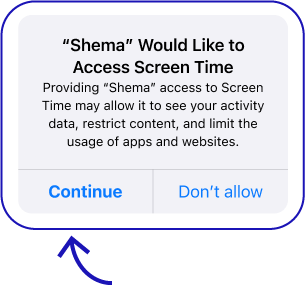 “Shema” Would Like to
Access Screen Time
Providing “Shema” access to Screen
Time may allow it to see your activity
data, restrict content, and limit the
usage of apps and websites.
Continue
Don’t allow